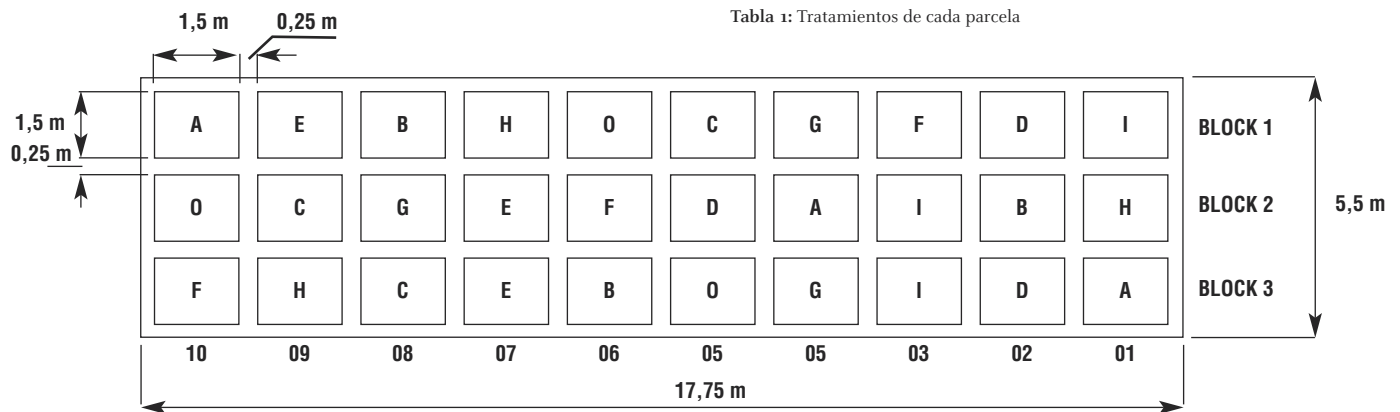 Tabla 1: Tratamientos de cada parcela
1,5 m 0,25 m
1,5 m
0,25 m
A E B H O C G F D I BLOCK 1
O C G E F D A I B H BLOCK 2
5,5 m
F H C E B O G I D A BLOCK 3
10 09 08 07 06 05 05 03 02 01
17,75 m